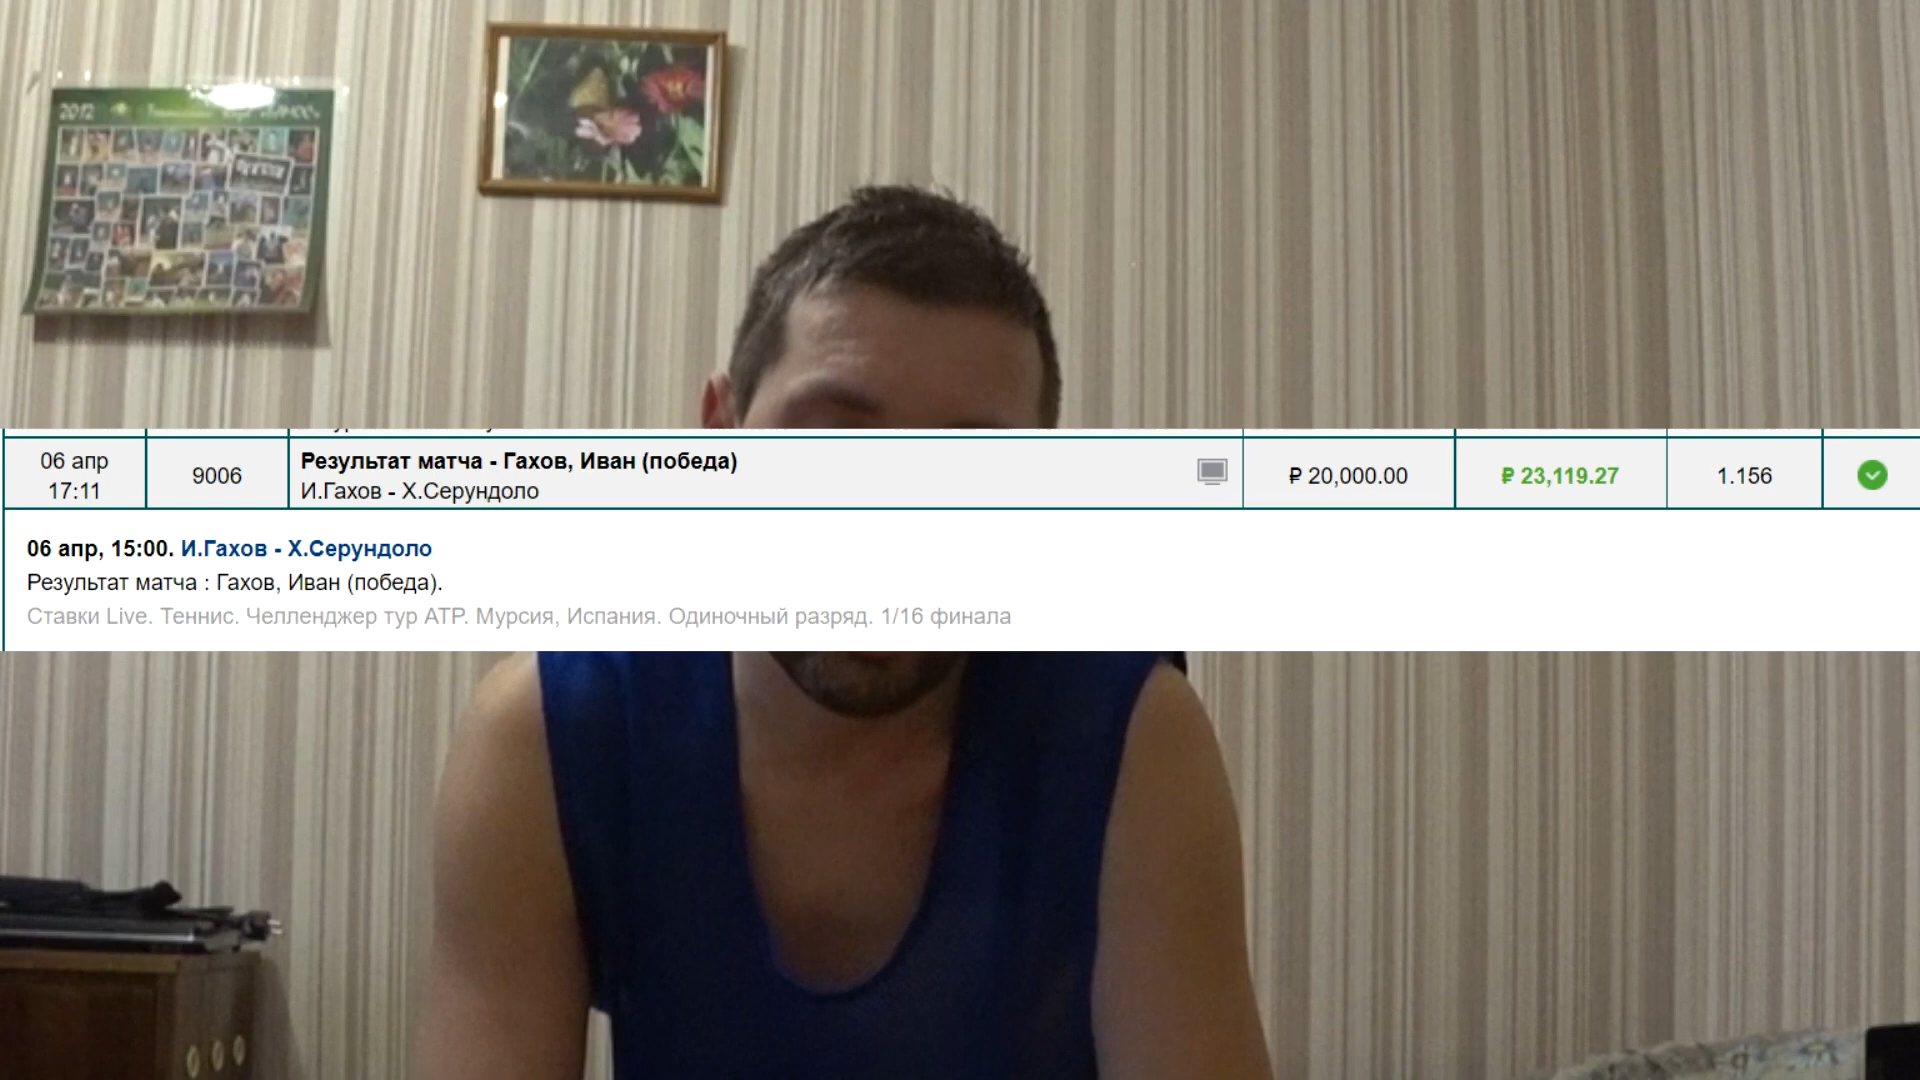 2012
06 апр
17:11
9006
Результат матча - Гахов, Иван (победа)
И.Гахов - Х.Серундоло
₽ 20,000.00
₽ 23,119.27
1.156
06 апр, 15:00. И.Гахов - Х.Серундоло
Результат матча : Гахов, Иван (победа).
Ставки Live. Теннис. Челленджер тур ATP. Мурсия, Испания. Одиночный разряд. 1/16 финала